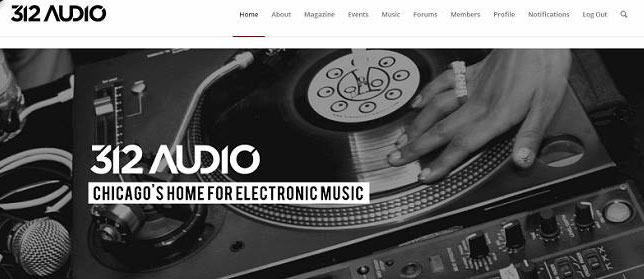 312 AUDIO
Home About Magazine Events Music Forums Members Profile Notifications Log Out
312 AUDIO
CHICAGO'S HOME FOR ELECTRONIC MUSIC